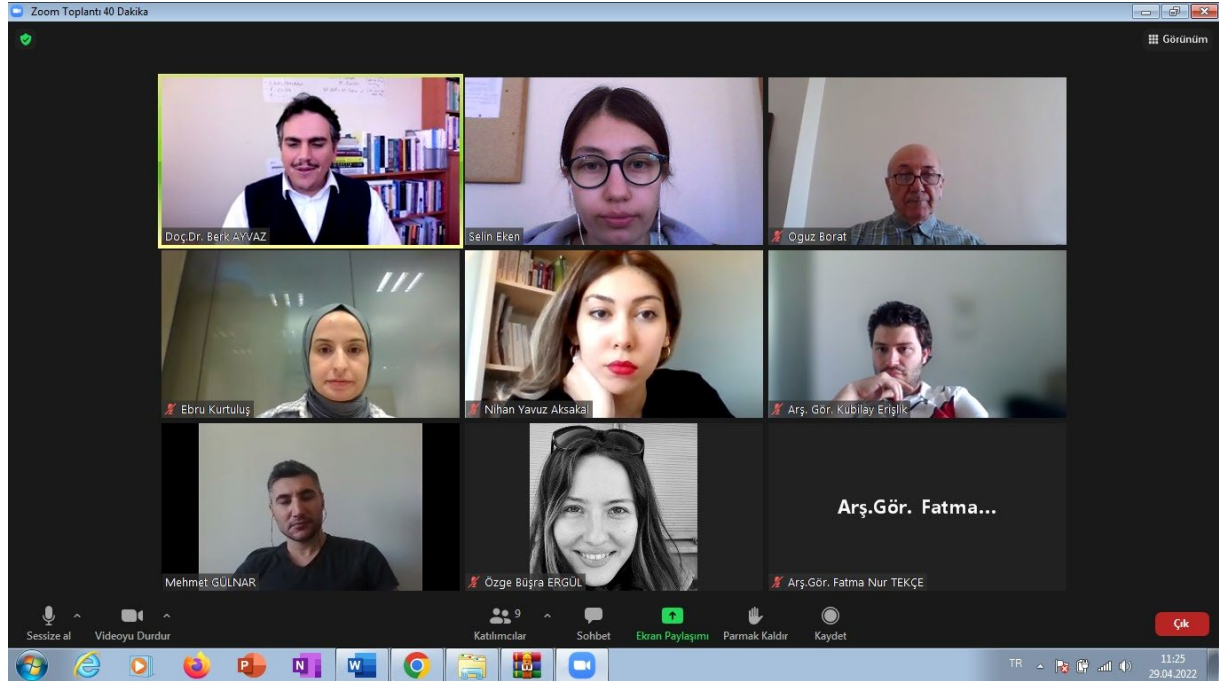 Zoom Toplantı 40 Dakika
Görünüm
Doç.Dr. Berk AYVAZ
Selin Eken
Oguz Borat
Ebru Kurtuluş
Nihan Yavuz Aksakal
Arş. Gör. Kubilay Erişlik
Arş.Gör. Fatma...
Mehmet GÜLNAR
Özge Büşra ERGÜL
Arş.Gör. Fatma Nur TEKÇE
9
Sessize al
Videoyu Durdur
Katılımcılar
Sohbet
Ekran Paylaşımı
Parmak Kaldır
Kaydet
Çık
TR
11:25
29.04.2022